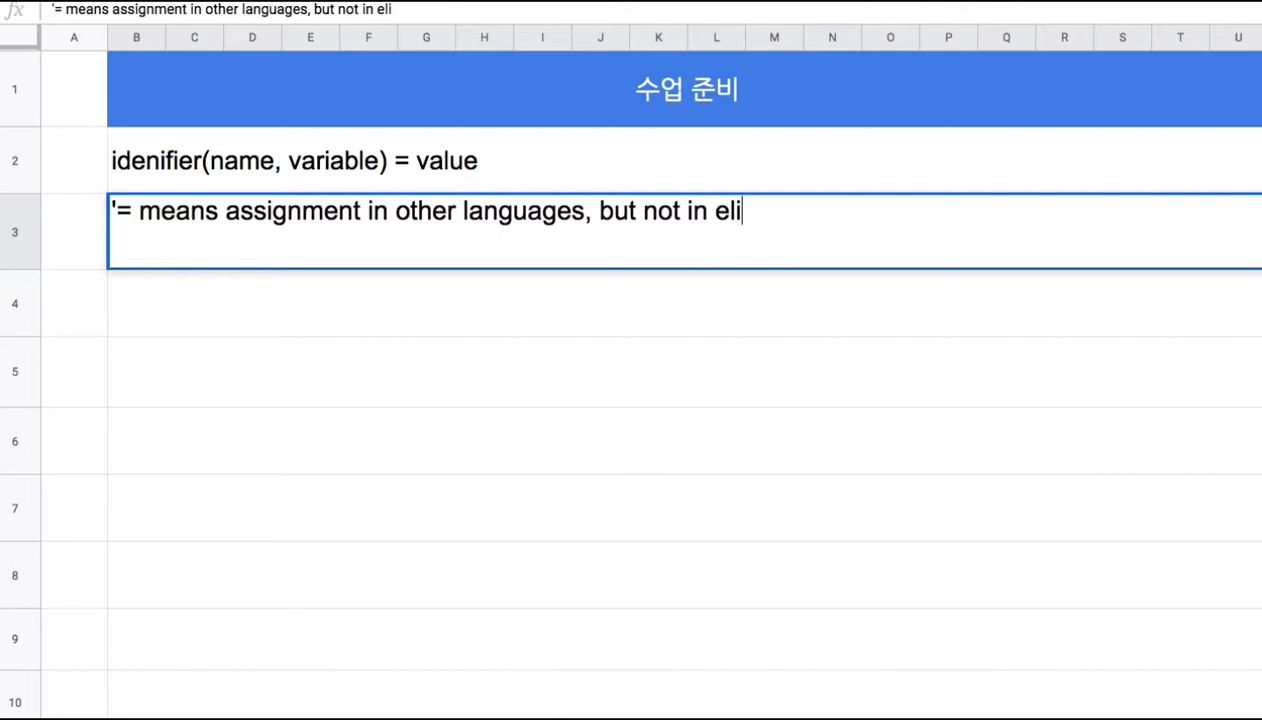 fx '= means assignment in other languages, but not in eli
A B C D E F G H I J K L M N O P Q R S T U
1 수업 준비
2 idenifier(name, variable) = value
3 '= means assignment in other languages, but not in eli
4
5
6
7
8
9
10